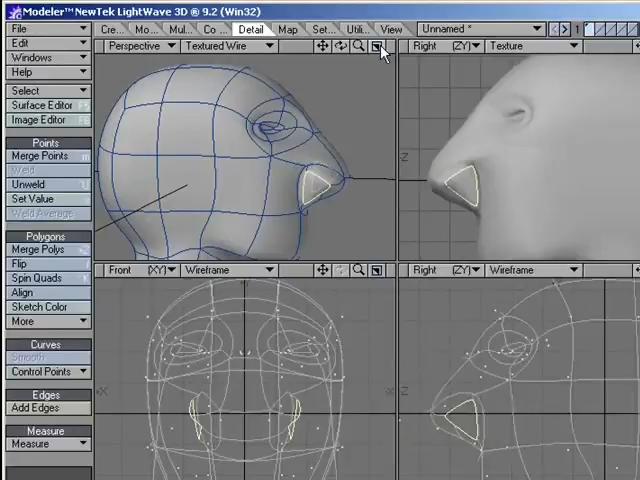 Modeler™ NewTek LightWave 3D ® 9.2 (Win32)
File Cre... Mo... Mul... Co... Detail Map Set... Utili... View Unnamed * 1
Edit Perspective Textured Wire Right (ZY) Texture
Windows
Help
Select
Surface Editor
Image Editor
Points
Merge Points m
Weld
Unweld
Set Value
Weld Average
Polygons
Merge Polys
Flip
Spin Quads
Align
Sketch Color
More
Curves
Smooth
Control Points
Edges
Add Edges
Measure
Measure
Z
Front (XY) Wireframe Right (ZY) Wireframe
X Z